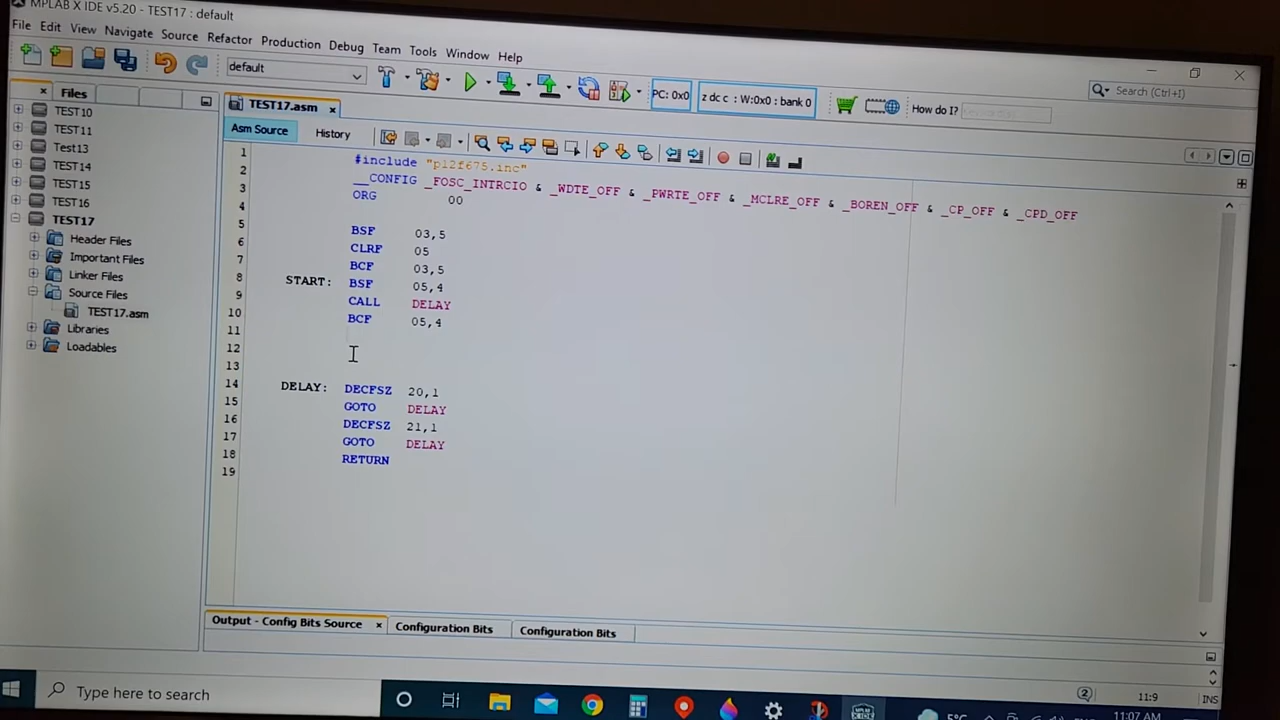 MPLAB X IDE v5.20 - TEST17 : default
File Edit View Navigate Source Refactor Production Debug Team Tools Window Help
default
PC: 0x0
z dc c : W:0x0 : bank 0
How do I?
Search (Ctrl+I)
Files
TEST17.asm
Asm Source History
TEST10
TEST11
Test13
TEST14
TEST15
TEST16
TEST17
Header Files
Important Files
Linker Files
Source Files
TEST17.asm
Libraries
Loadables
1 #include "p12f675.inc"
2 __CONFIG _FOSC_INTRCIO & _WDTE_OFF & _PWRTE_OFF & _MCLRE_OFF & _BOREN_OFF & _CP_OFF & _CPD_OFF
3 ORG 00
4
5 BSF 03,5
6 CLRF 05
7 BCF 03,5
8 START: BSF 05,4
9 CALL DELAY
10 BCF 05,4
11
12
13
14 DELAY: DECFSZ 20,1
15 GOTO DELAY
16 DECFSZ 21,1
17 GOTO DELAY
18 RETURN
19
Output - Config Bits Source Configuration Bits Configuration Bits
11:9 INS
Type here to search
2
5°C
11:07 AM